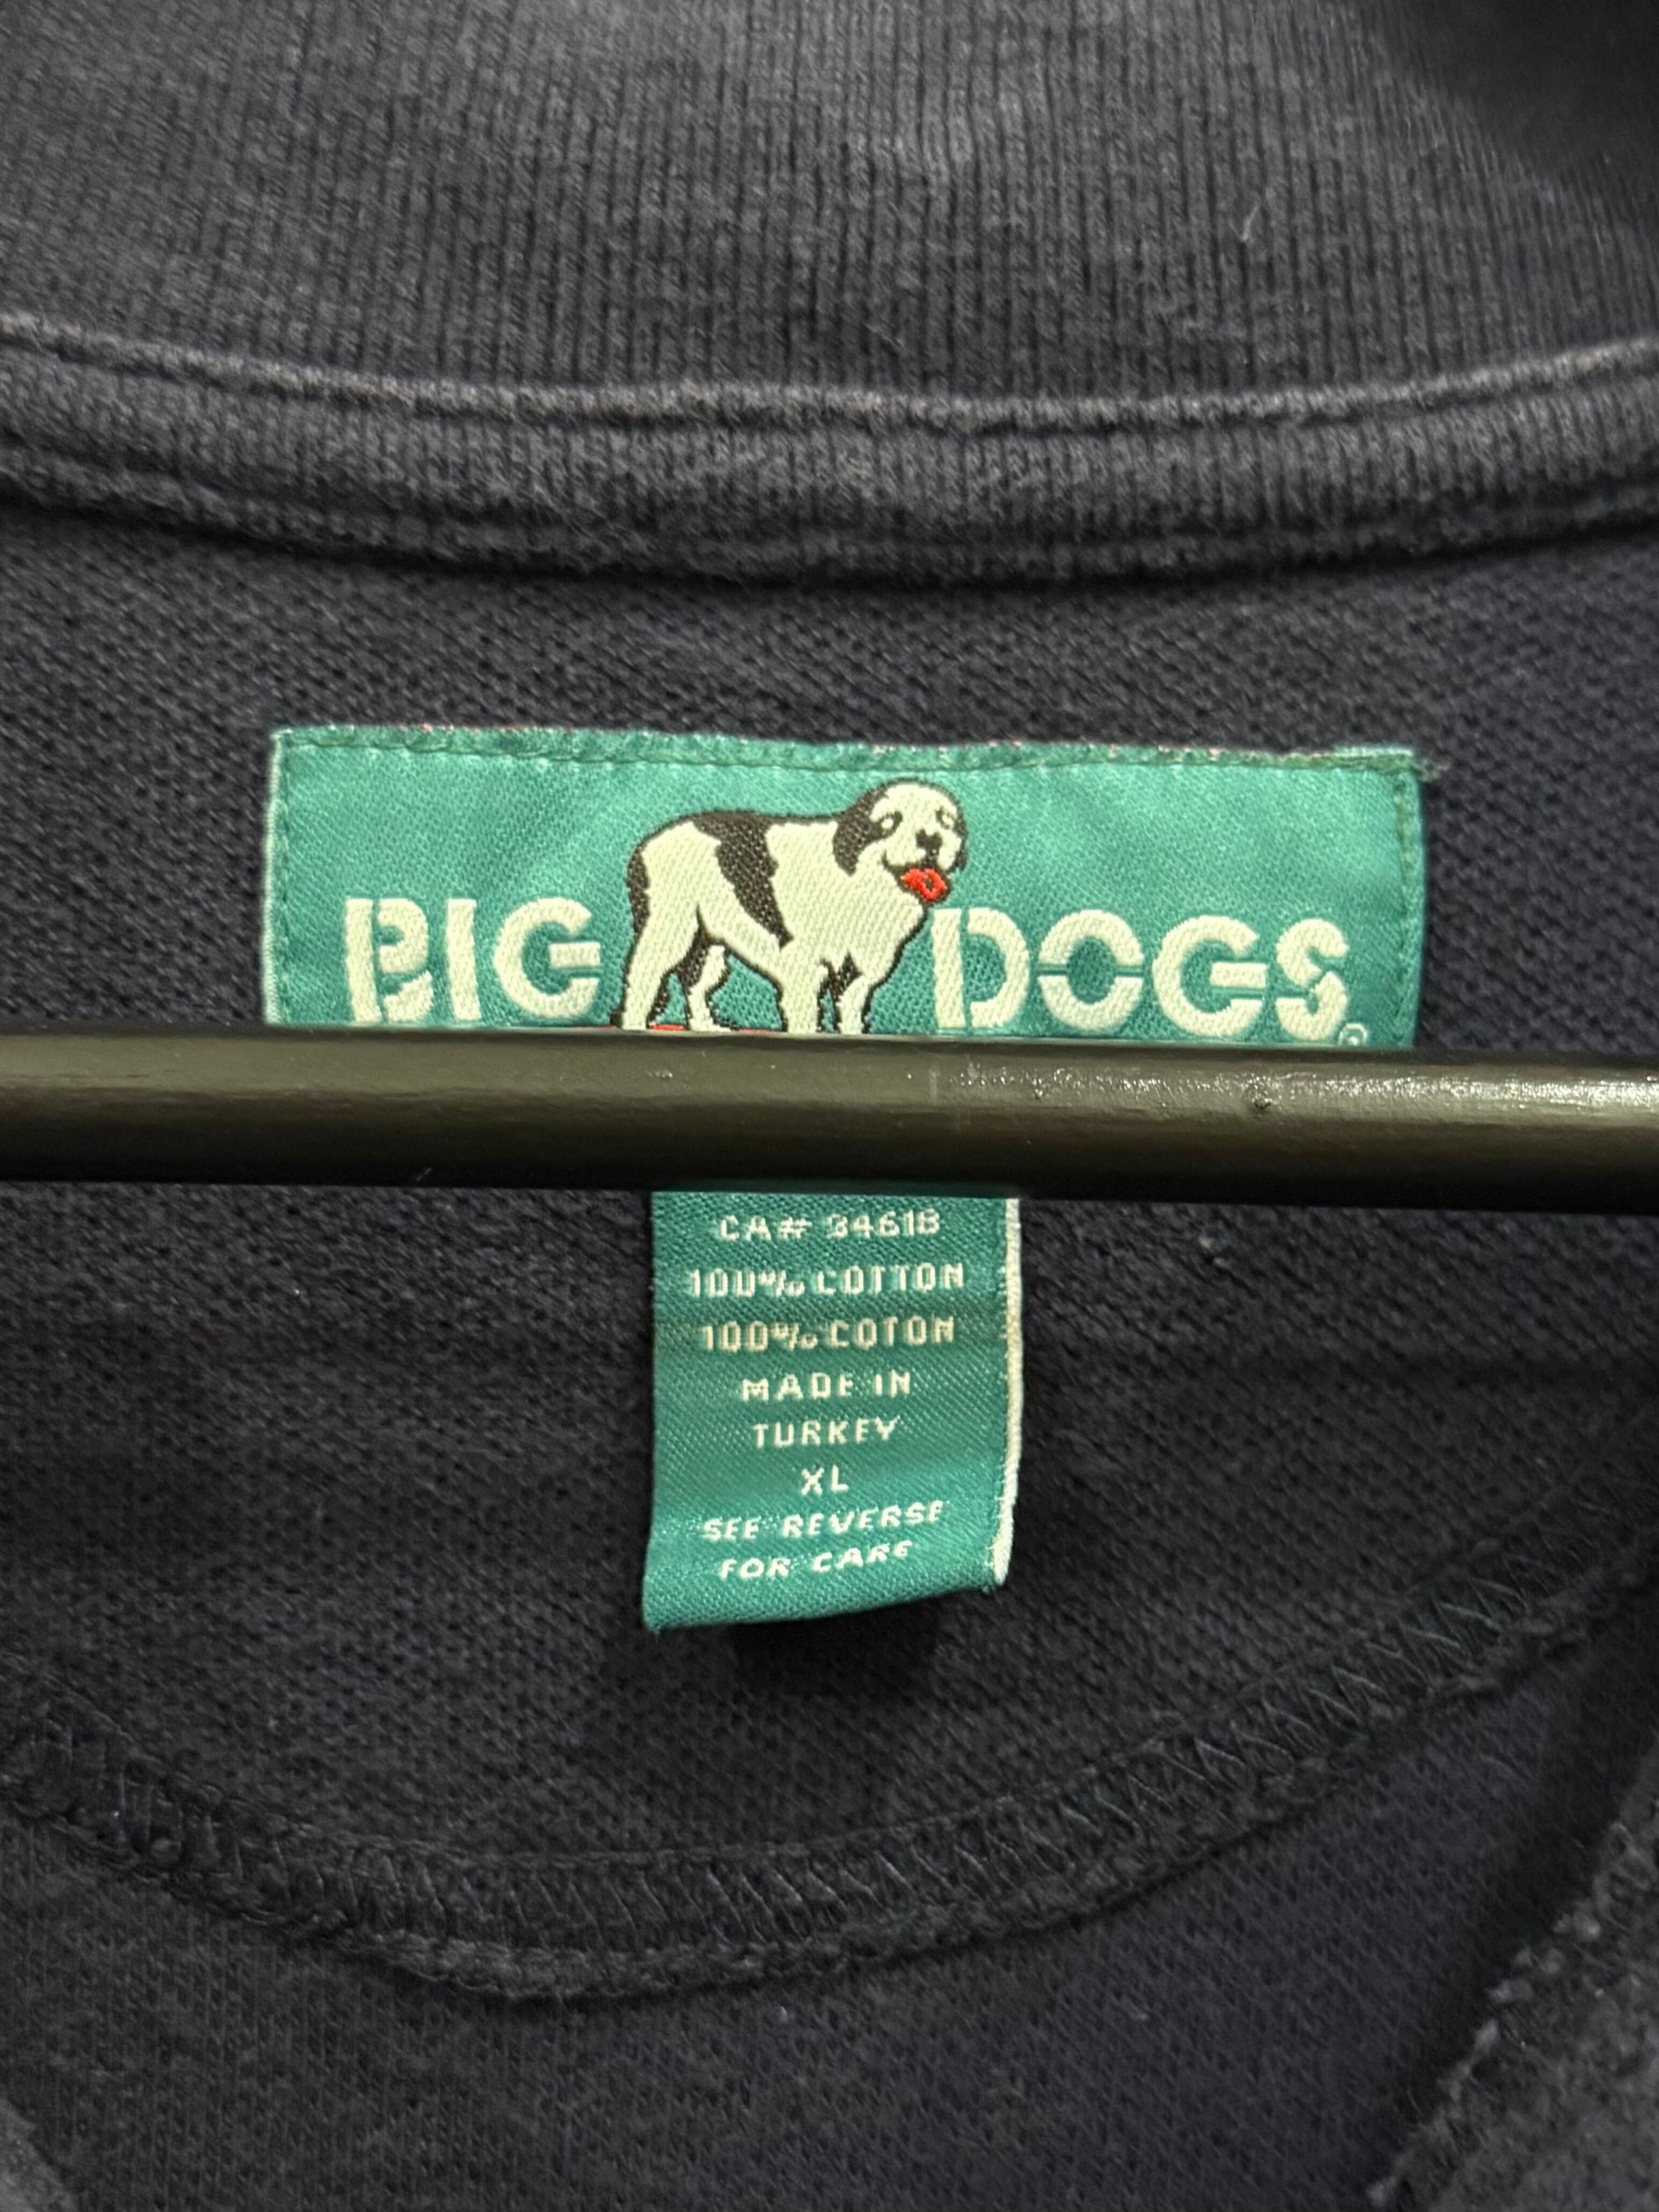 BIG DOGS®
CA# 34618
100% COTTON
100% COTON
MADE IN
TURKEY
XL
SEE REVERSE
FOR CARE